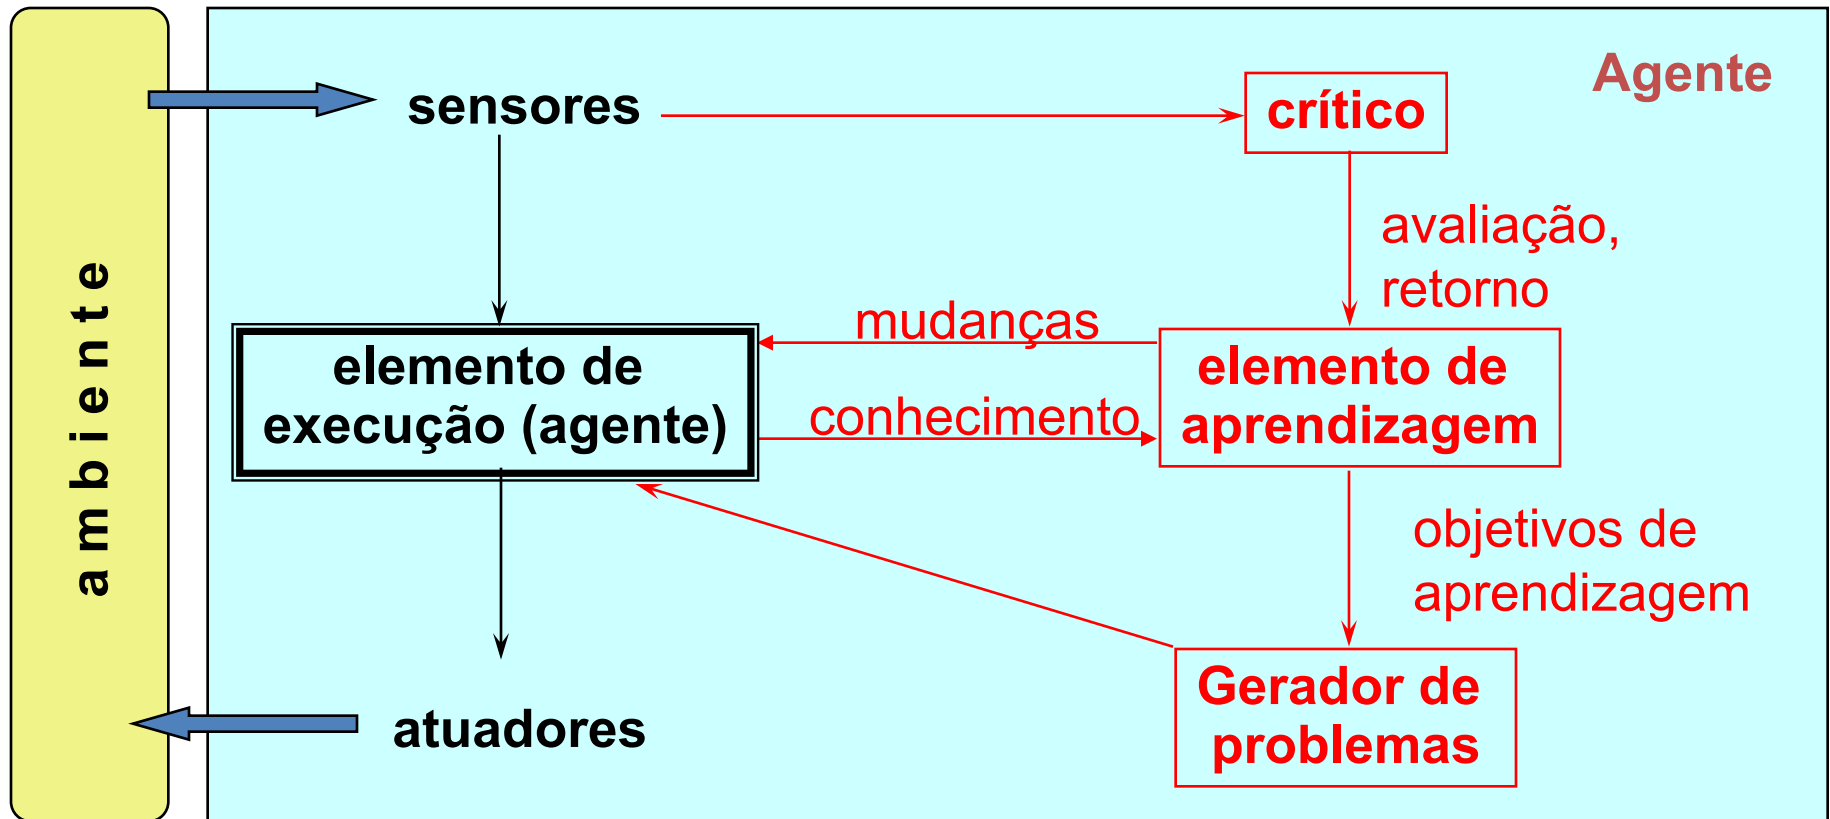 ambiente
Agente
sensores
crítico
avaliação,
retorno
mudanças
elemento de
execução (agente)
conhecimento
elemento de
aprendizagem
objetivos de
aprendizagem
Gerador de
problemas
atuadores